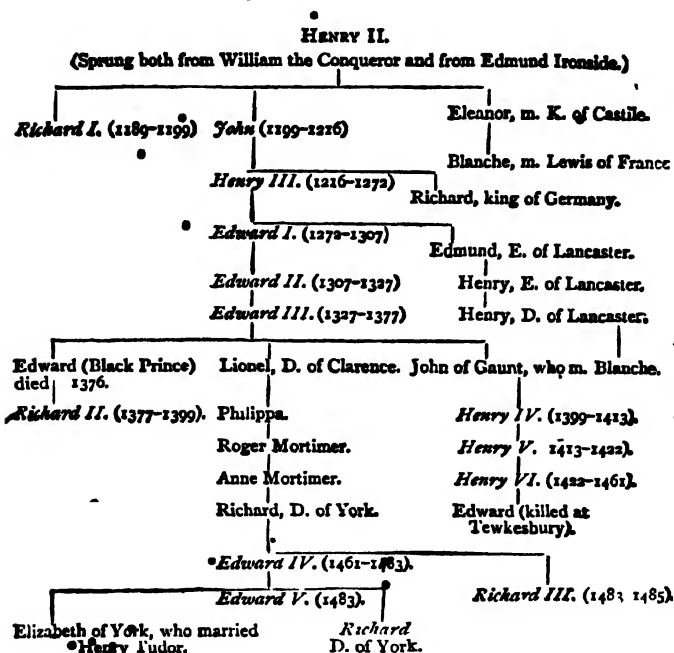 HENRY II.
(Sprung both from William the Conqueror and from Edmund Ironside.)
Eleanor, m. K. of Castile.
Richard I. (1189-1199) John (1199-1216)
Blanche, m. Lewis of France
Henry III. (1216-1272)
Richard, king of Germany.
Edward I. (1272-1307)
Edmund, E. of Lancaster.
Edward II. (1307-1327) Henry, E. of Lancaster.
Edward III. (1327-1377) Henry, D. of Lancaster.
Edward (Black Prince) Lionel, D. of Clarence. John of Gaunt, who m. Blanche.
died 1376.
Richard II. (1377-1399). Philippa. Henry IV. (1399-1413).
Roger Mortimer. Henry V. 1413-1422).
Anne Mortimer. Henry VI. (1422-1461).
Richard, D. of York. Edward (killed at
Tewkesbury).
Edward IV. (1461-1483).
Edward V. (1483). Richard III. (1483 1485).
Elizabeth of York, who married Richard
Henry Tudor. D. of York.